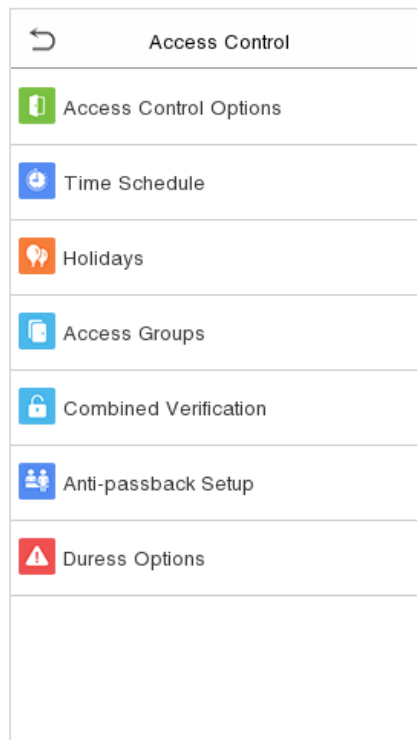 Access Control
Access Control Options
Time Schedule
Holidays
Access Groups
Combined Verification
Anti-passback Setup
Duress Options